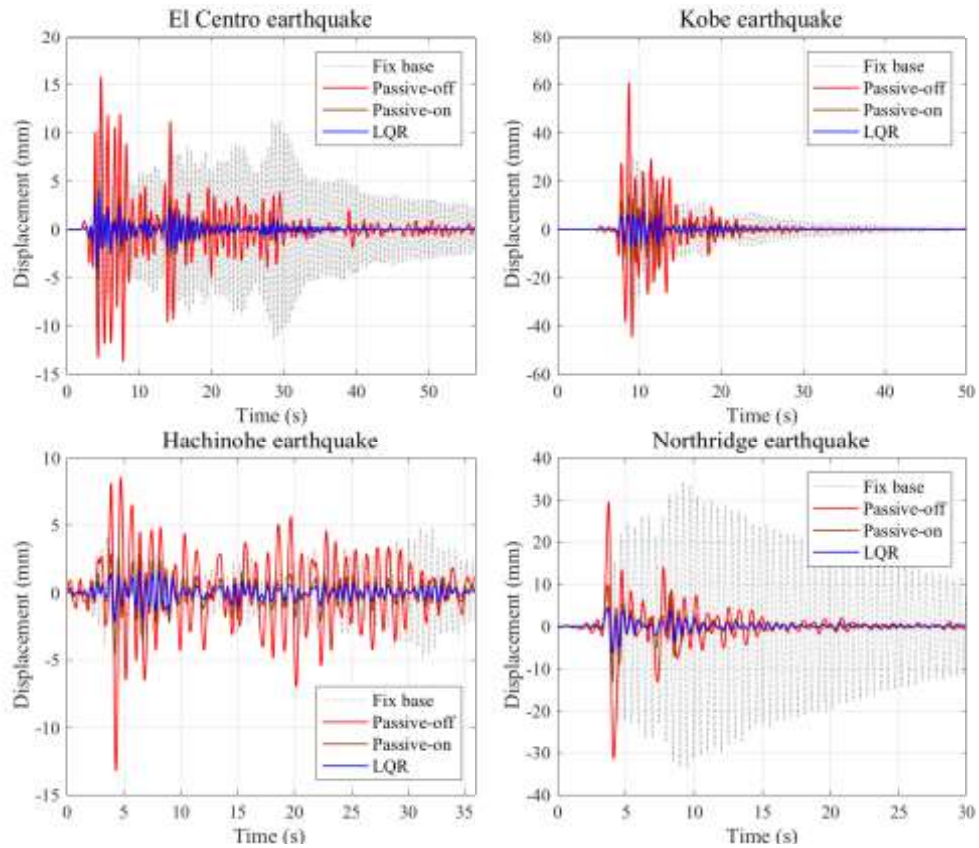 El Centro earthquake
20
15
10
5
0
-5
-10
-15
Displacement (mm)
Fix base
Passive-off
Passive-on
LQR
0 10 20 30 40 50
Time (s)
Kobe earthquake
80
60
40
20
0
-20
-40
-60
Displacement (mm)
Fix base
Passive-off
Passive-on
LQR
0 10 20 30 40 50
Time (s)
Hachinohe earthquake
10
5
0
-5
-10
-15
Displacement (mm)
Fix base
Passive-off
Passive-on
LQR
0 5 10 15 20 25 30 35
Time (s)
Northridge earthquake
40
30
20
10
0
-10
-20
-30
-40
Displacement (mm)
Fix base
Passive-off
Passive-on
LQR
0 5 10 15 20 25 30
Time (s)